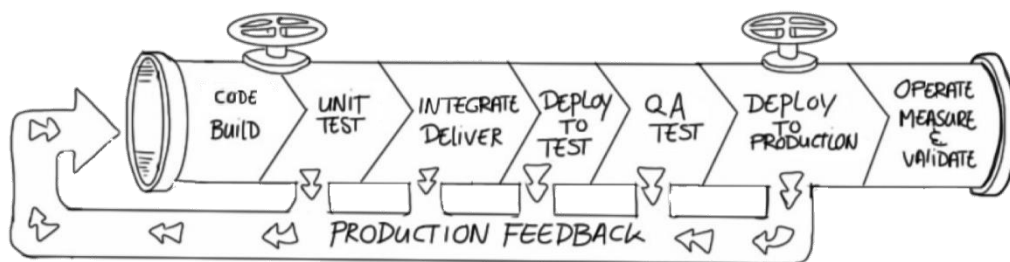 CODE
BUILD
UNIT
TEST
INTEGRATE
DELIVER
DEPLOY
TO
TEST
QA
TEST
DEPLOY
TO
PRODUCTION
OPERATE
MEASURE
&
VALIDATE
PRODUCTION FEEDBACK